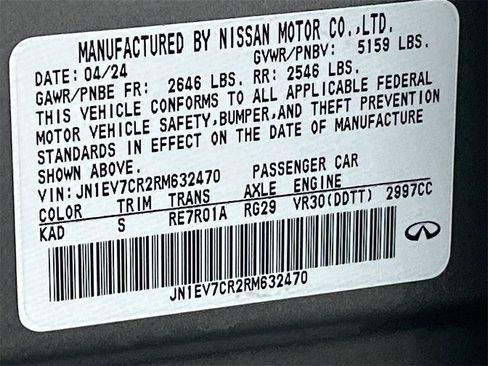 MANUFACTURED BY NISSAN MOTOR CO.,LTD.
DATE: 04/24 GVWR/PNBV: 5159 LBS.
GAWR/PNBE FR: 2646 LBS. RR: 2546 LBS.
THIS VEHICLE CONFORMS TO ALL APPLICABLE FEDERAL
MOTOR VEHICLE SAFETY,BUMPER,AND THEFT PREVENTION
STANDARDS IN EFFECT ON THE DATE OF MANUFACTURE
SHOWN ABOVE.
VIN: JN1EV7CR2RM632470 PASSENGER CAR
COLOR TRIM TRANS AXLE ENGINE
KAD S RE7R01A RG29 VR30(DDTT) 2997CC
JN1EV7CR2RM632470